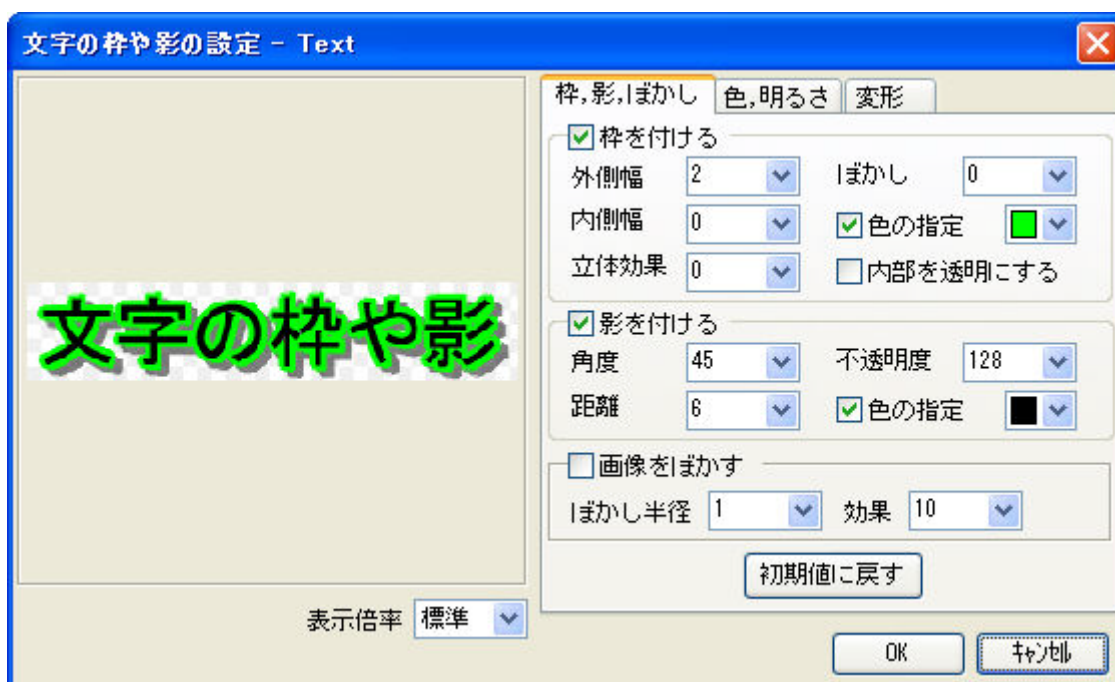 文字の枠や影の設定 - Text
枠,影,ぼかし 色,明るさ 変形
枠を付ける
外側幅 2 ぼかし 0
内側幅 0 色の指定
立体効果 0 内部を透明にする
文字の枠や影
影を付ける
角度 45 不透明度 128
距離 6 色の指定
画像をぼかす
ぼかし半径 1 効果 10
初期値に戻す
表示倍率 標準
OK キャンセル